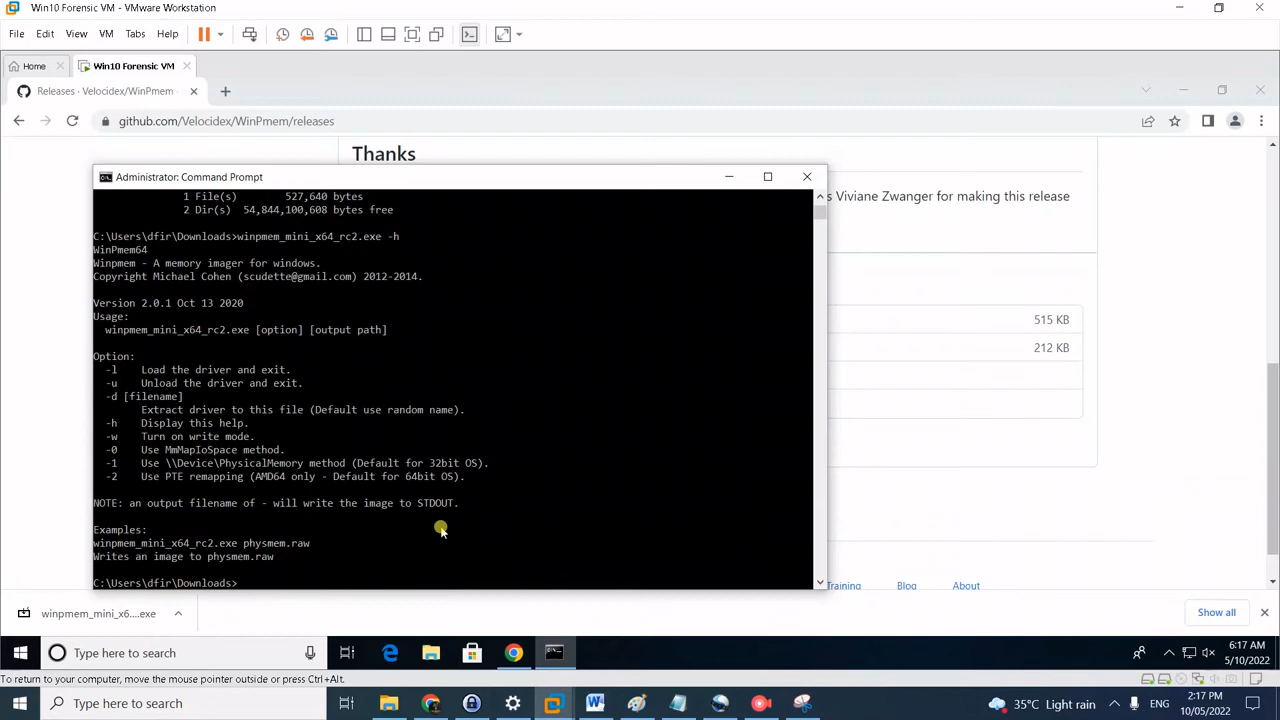 Win10 Forensic VM - VMware Workstation
File Edit View VM Tabs Help
Home
Win10 Forensic VM
Releases · Velocidex/WinPmem ·
github.com/Velocidex/WinPmem/releases
Thanks
s Viviane Zwanger for making this release
Administrator: Command Prompt
1 File(s) 527,640 bytes
2 Dir(s) 54,844,100,608 bytes free
C:\Users\dfir\Downloads>winpmem_mini_x64_rc2.exe -h
WinPmem64
Winpmem - A memory imager for windows.
Copyright Michael Cohen (scudette@gmail.com) 2012-2014.
Version 2.0.1 Oct 13 2020
Usage:
winpmem_mini_x64_rc2.exe [option] [output path]
Option:
-l Load the driver and exit.
-u Unload the driver and exit.
-d [filename]
Extract driver to this file (Default use random name).
-h Display this help.
-w Turn on write mode.
-0 Use MmMapIoSpace method.
-1 Use \\Device\PhysicalMemory method (Default for 32bit OS).
-2 Use PTE remapping (AMD64 only - Default for 64bit OS).
NOTE: an output filename of - will write the image to STDOUT.
Examples:
winpmem_mini_x64_rc2.exe physmem.raw
Writes an image to physmem.raw
C:\Users\dfir\Downloads>
515 KB
212 KB
Training Blog About
winpmem_mini_x6....exe
Show all
Type here to search
6:17 AM
5/10/2022
To return to your computer, move the mouse pointer outside or press Ctrl+Alt.
Type here to search
35°C Light rain
2:17 PM
10/05/2022